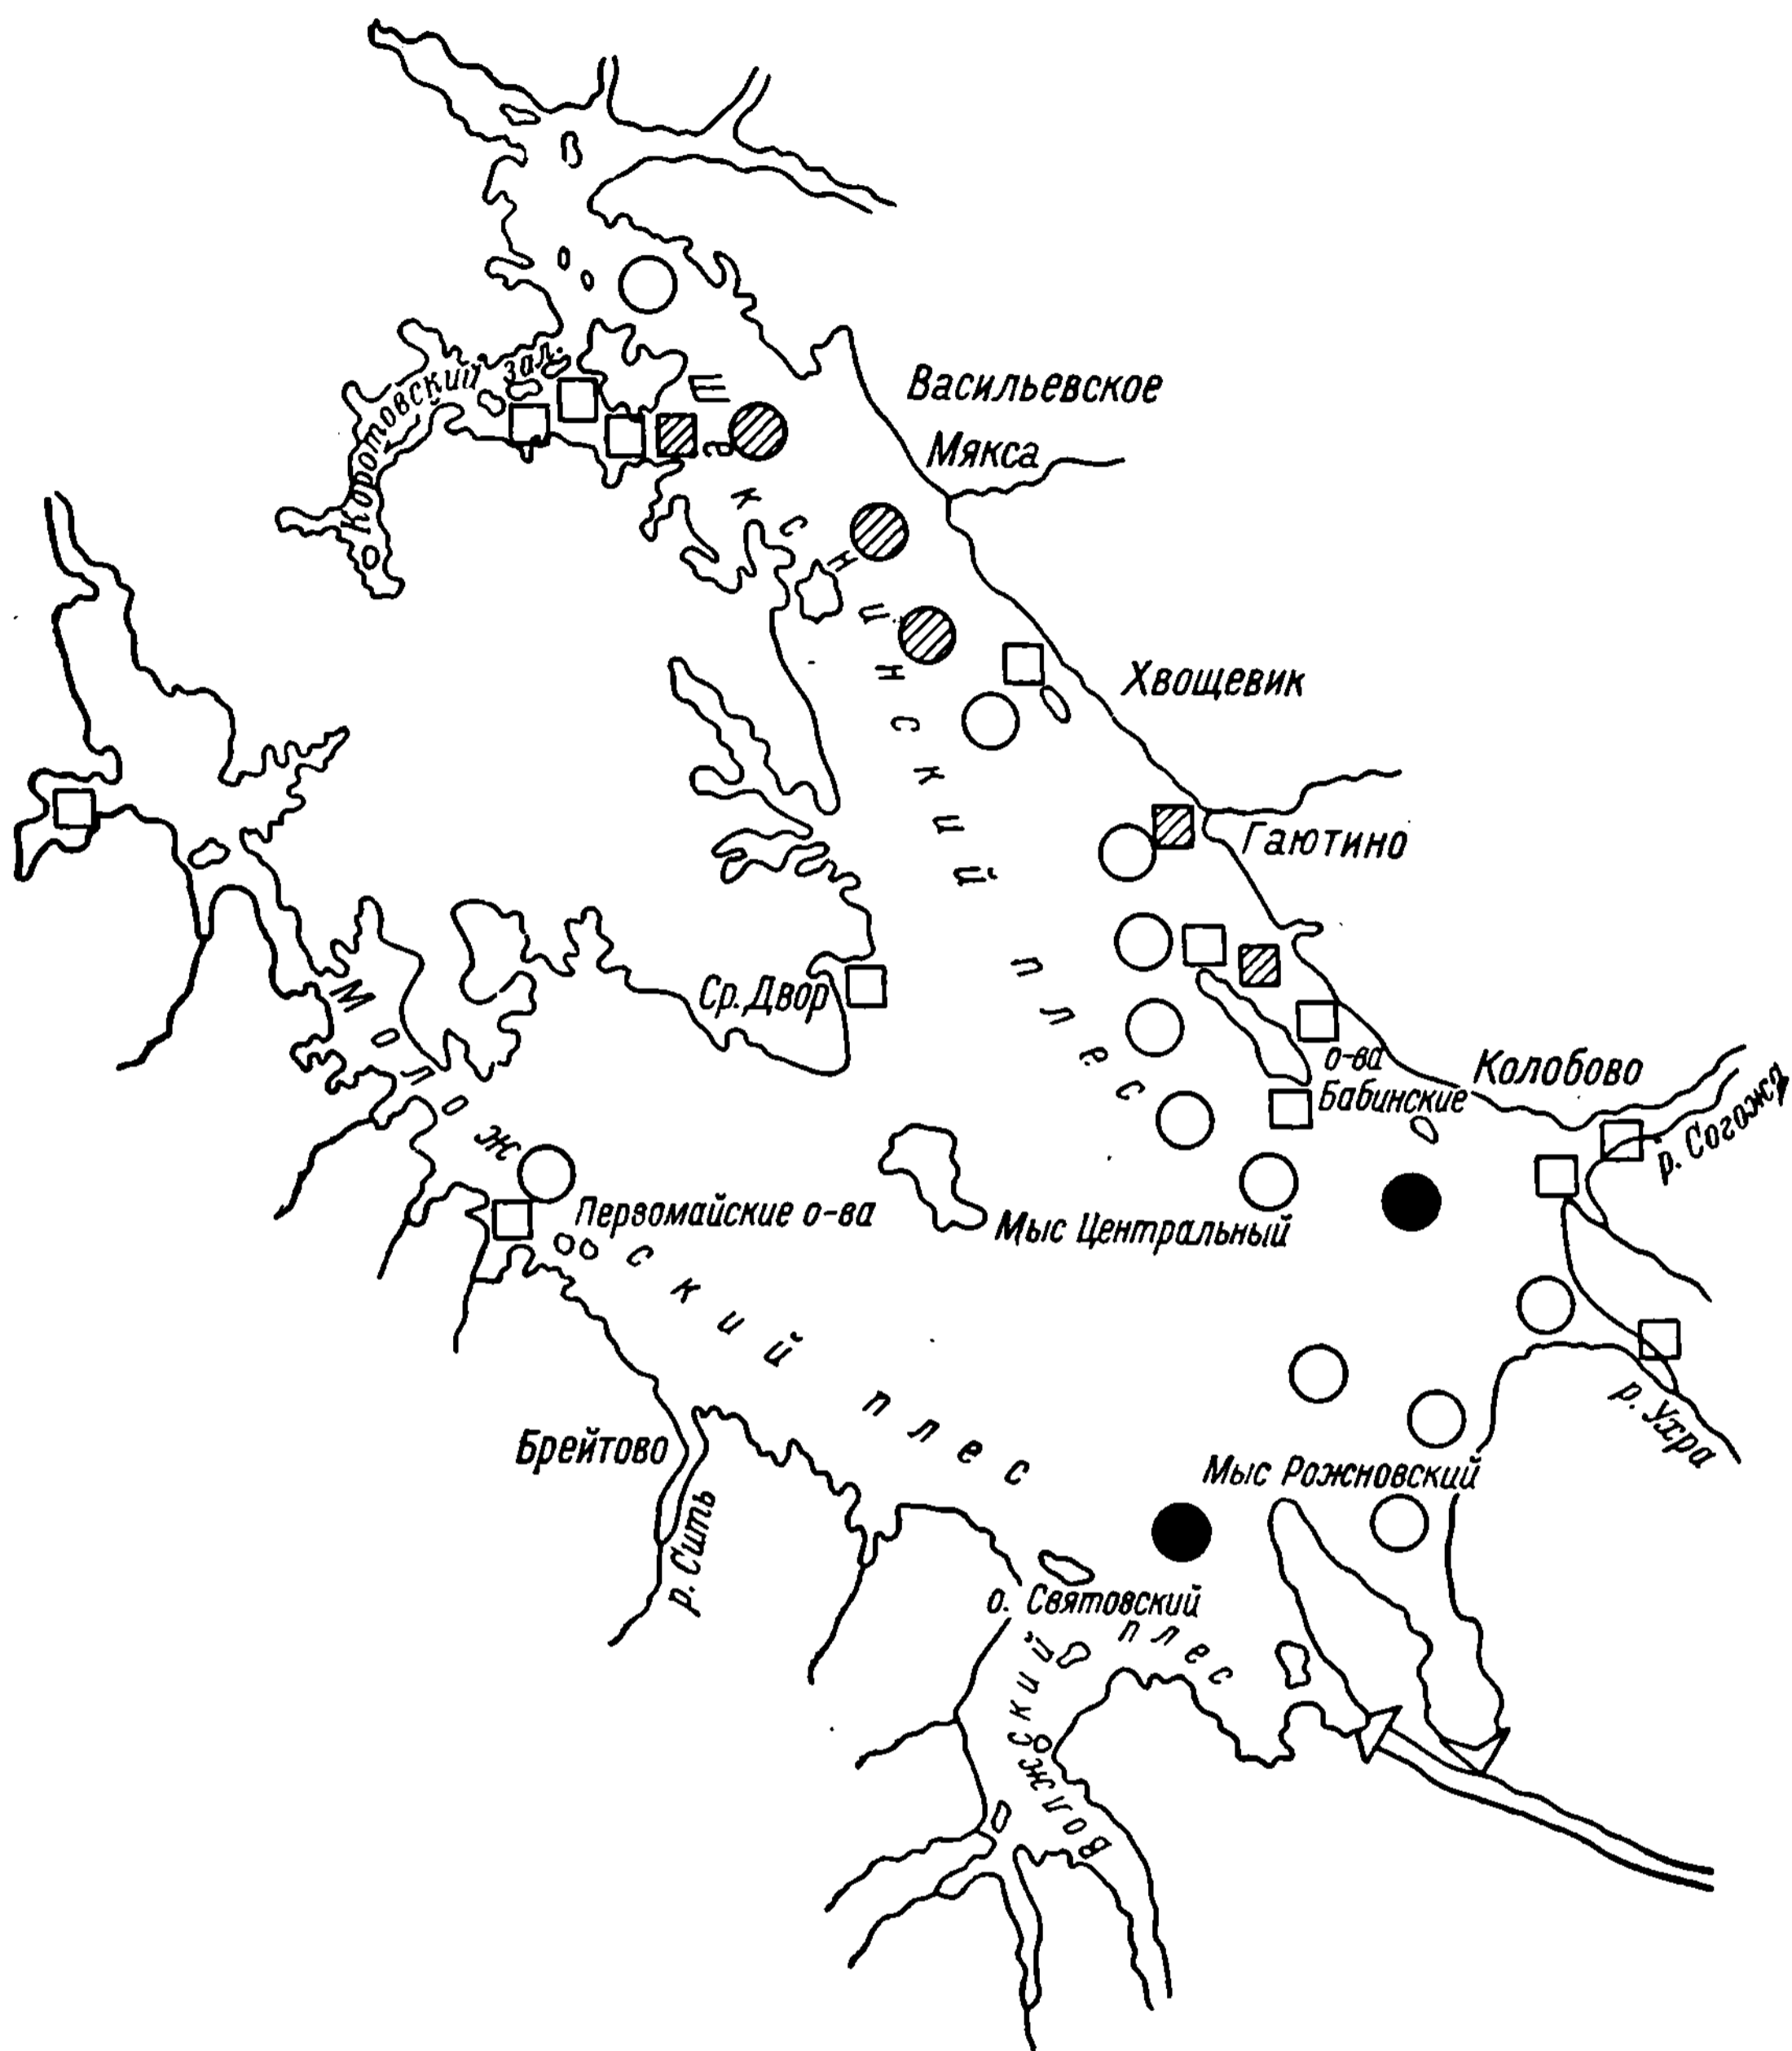 Коротовский зал.
Васильевское
Мякса
Шекснинский плес
Хвощевик
Гаютино
Ср. Двор
о-ва
Бабинские
Колобово
р. Согожа
Моложский плес
Первомайские о-ва
Мыс Центральный
р. Ухра
Брейтово
р. Сить
Мыс Рожновский
о. Святовский
Волжский плес